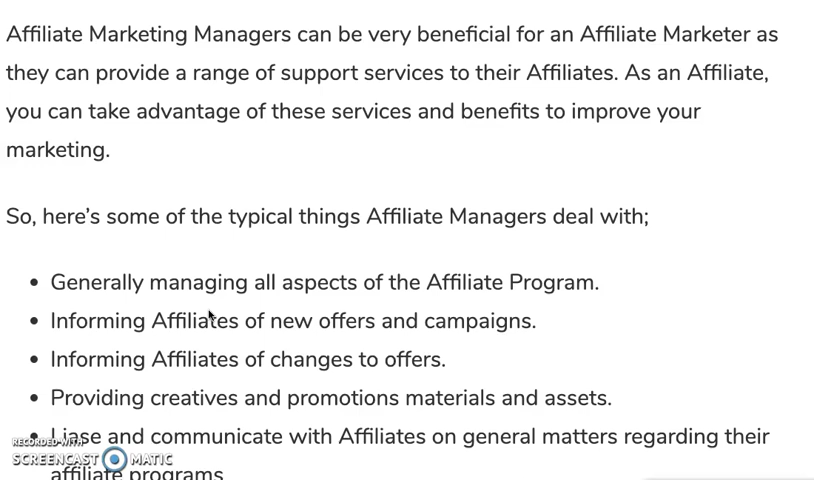 Affiliate Marketing Managers can be very beneficial for an Affiliate Marketer as
they can provide a range of support services to their Affiliates. As an Affiliate,
you can take advantage of these services and benefits to improve your
marketing.
So, here's some of the typical things Affiliate Managers deal with;
• Generally managing all aspects of the Affiliate Program.
• Informing Affiliates of new offers and campaigns.
• Informing Affiliates of changes to offers.
• Providing creatives and promotions materials and assets.
• Liase and communicate with Affiliates on general matters regarding their
affiliate programs
RECORDED WITH
SCREENCAST MATIC